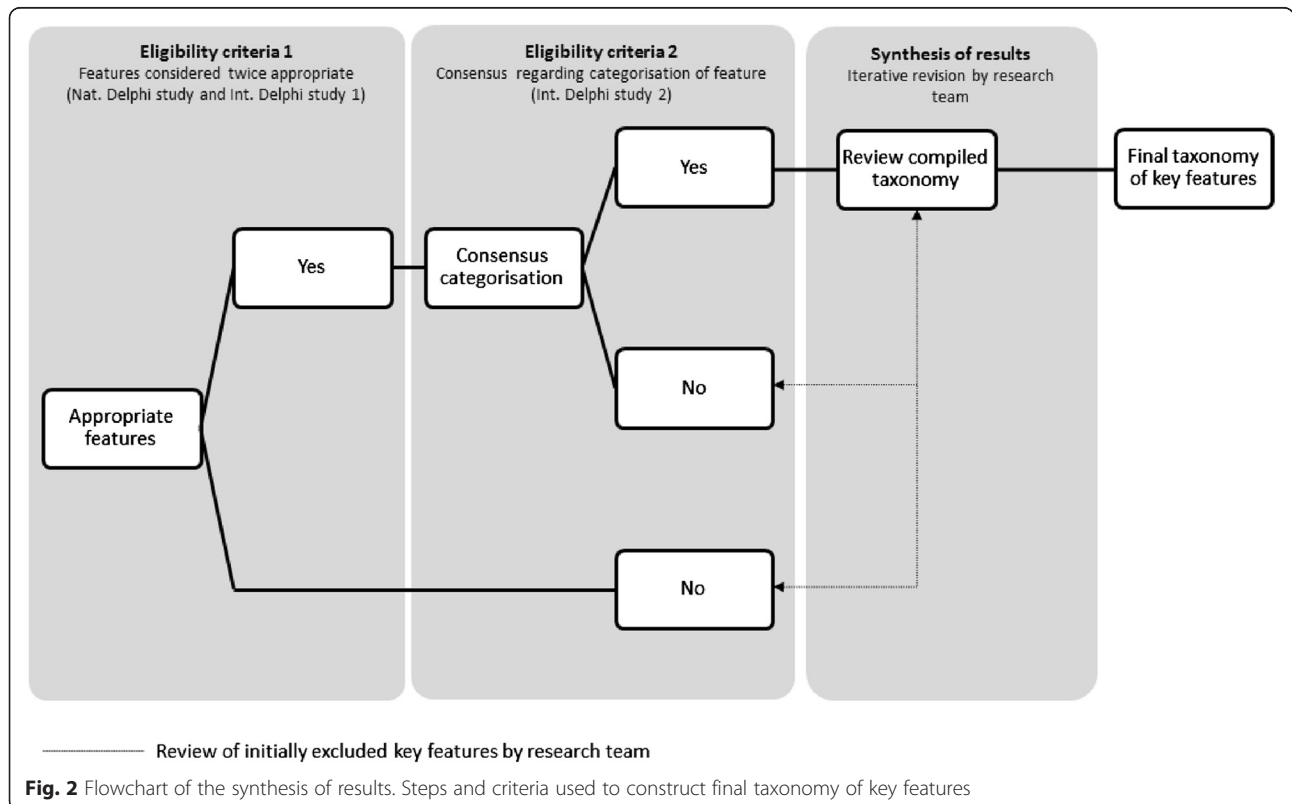 Eligibility criteria 1
Features considered twice appropriate
(Nat. Delphi study and Int. Delphi study 1)
Eligibility criteria 2
Consensus regarding categorisation of feature
(Int. Delphi study 2)
Synthesis of results
Iterative revision by research
team
Yes
Review compiled
taxonomy
Final taxonomy
of key features
Yes
Consensus
categorisation
No
Appropriate
features
No
Review of initially excluded key features by research team
Fig. 2 Flowchart of the synthesis of results. Steps and criteria used to construct final taxonomy of key features